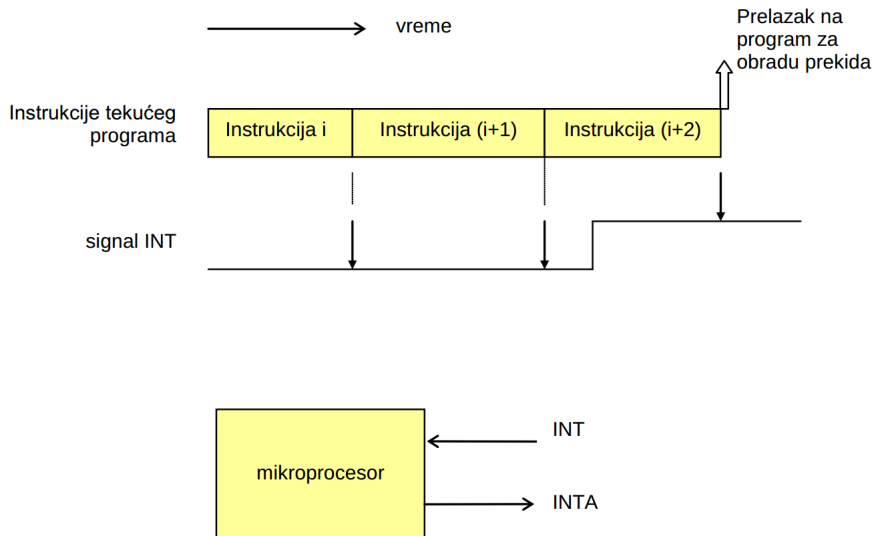 vreme
Prelazak na
program za
obradu prekida
Instrukcije tekućeg
programa
Instrukcija i
Instrukcija (i+1)
Instrukcija (i+2)
signal INT
mikroprocesor
INT
INTA